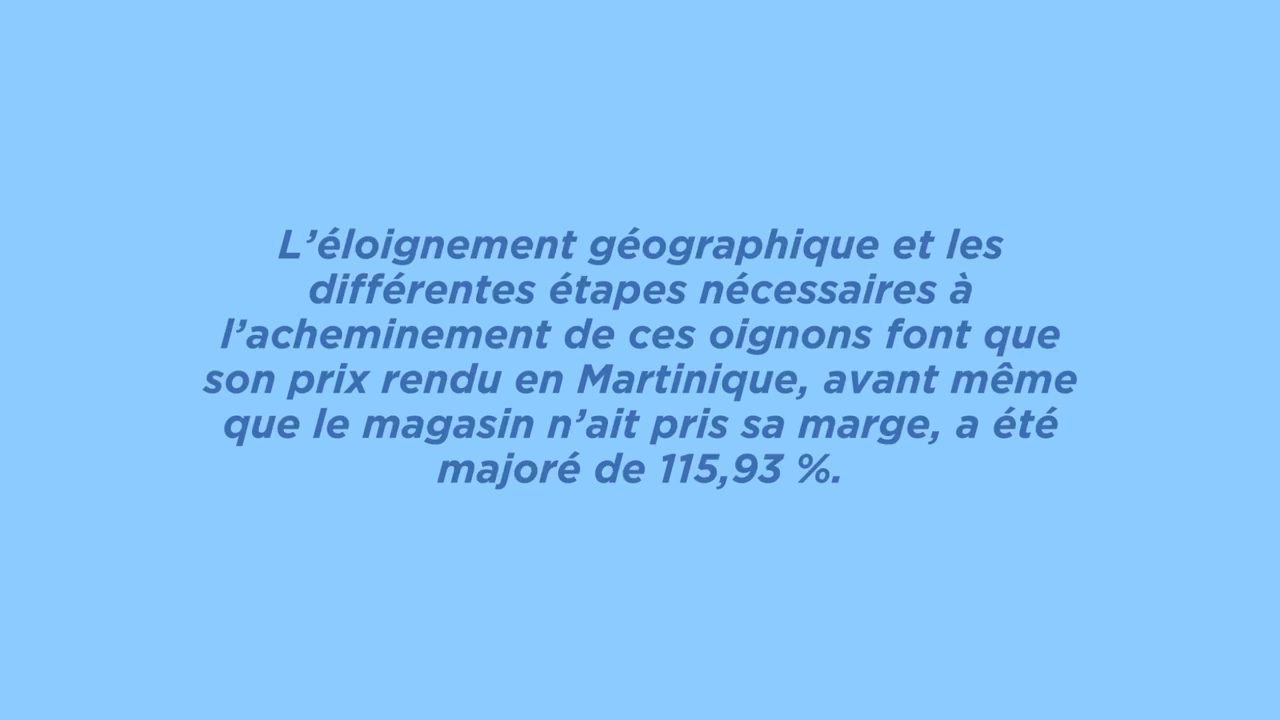 L’éloignement géographique et les
différentes étapes nécessaires à
l’acheminement de ces oignons font que
son prix rendu en Martinique, avant même
que le magasin n’ait pris sa marge, a été
majoré de 115,93 %.